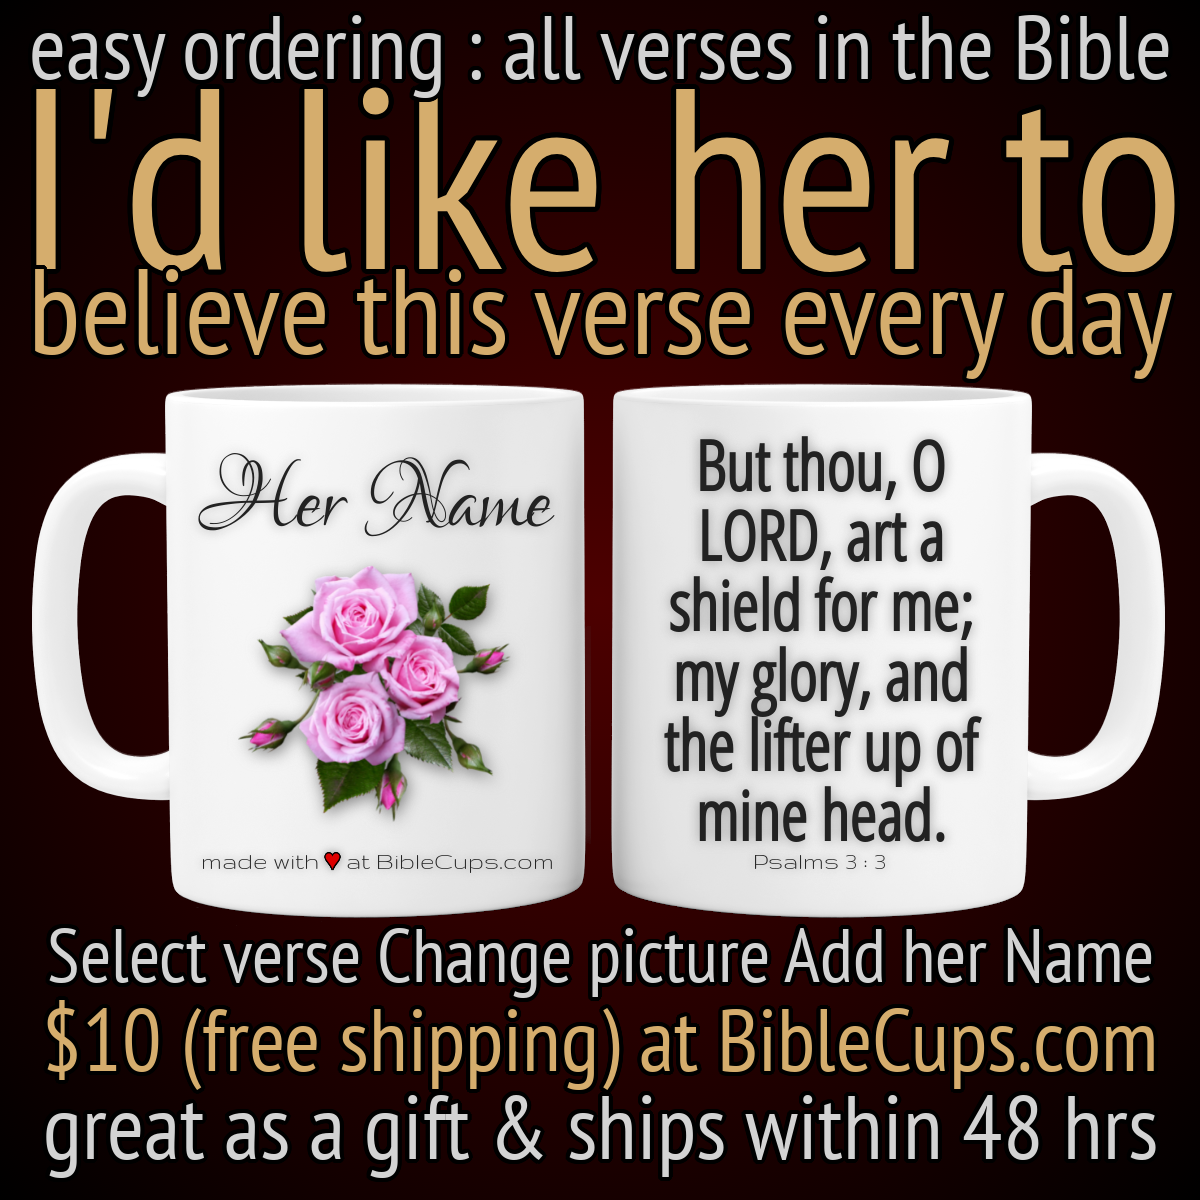 easy ordering : all verses in the Bible
I'd like her to
believe this verse every day
Her Name
made with ❤ at BibleCups.com
But thou, O
LORD, art a
shield for me;
my glory, and
the lifter up of
mine head.
Psalms 3 : 3
Select verse Change picture Add her Name
$10 (free shipping) at BibleCups.com
great as a gift & ships within 48 hrs